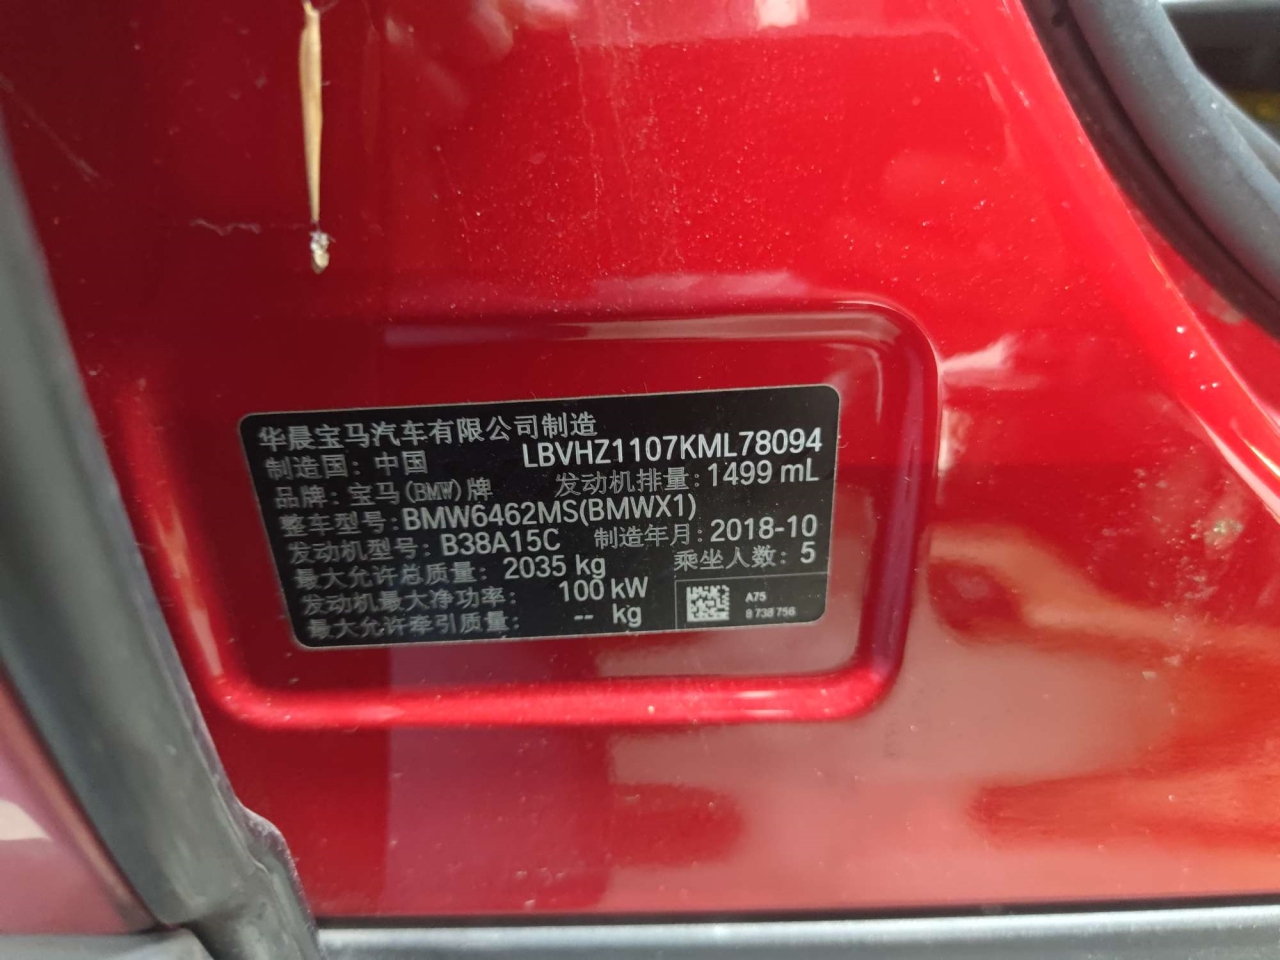 华晨宝马汽车有限公司制造
制造国: 中国 LBVHZ1107KML78094
品牌: 宝马(BMW)牌 发动机排量: 1499 mL
整车型号: BMW6462MS(BMWX1)
发动机型号: B38A15C 制造年月: 2018-10
最大允许总质量: 2035 kg 乘坐人数: 5
发动机最大净功率: 100 kW
最大允许牵引质量: -- kg
A75
8 738 756